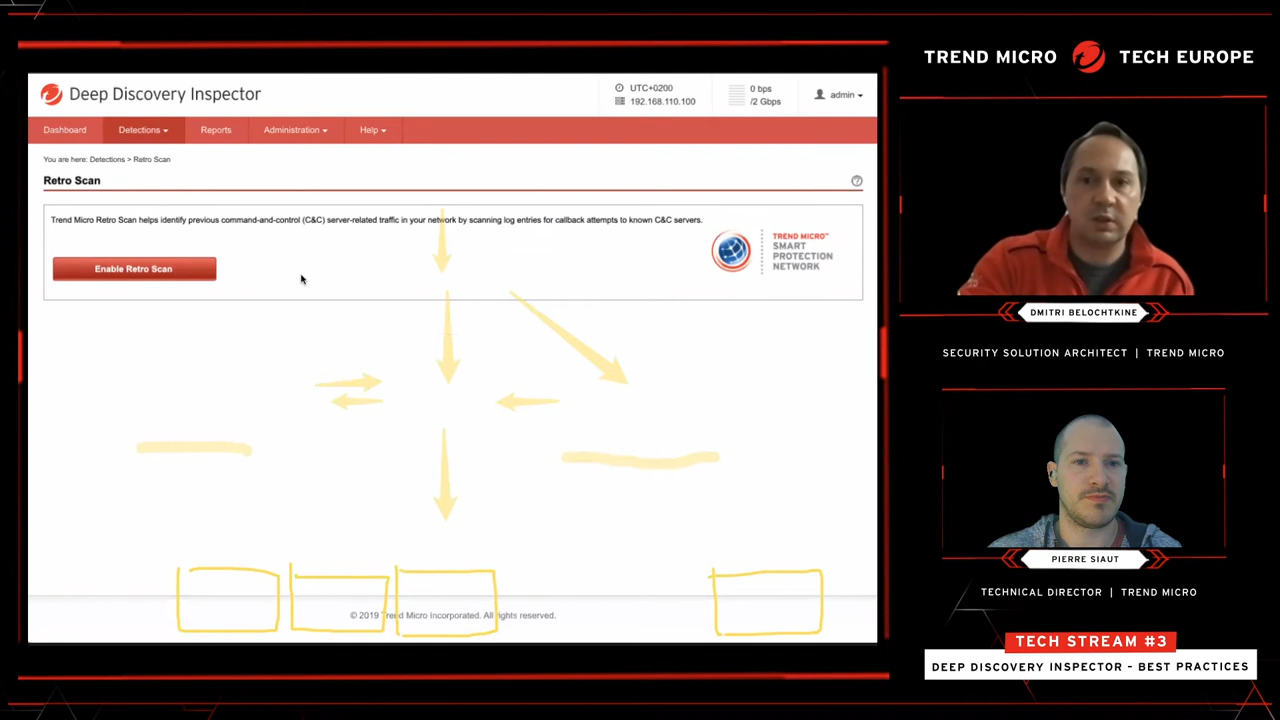 TREND MICRO TECH EUROPE
Deep Discovery Inspector
UTC+0200
192.168.110.100
0 bps
/2 Gbps
admin
Dashboard
Detections
Reports
Administration
Help
You are here: Detections > Retro Scan
Retro Scan
Trend Micro Retro Scan helps identify previous command-and-control (C&C) server-related traffic in your network by scanning log entries for callback attempts to known C&C servers.
Enable Retro Scan
TREND MICRO™
SMART
PROTECTION
NETWORK
© 2019 Trend Micro Incorporated. All rights reserved.
DMITRI BELOCHTKINE
SECURITY SOLUTION ARCHITECT | TREND MICRO
PIERRE SIAUT
TECHNICAL DIRECTOR | TREND MICRO
TECH STREAM #3
DEEP DISCOVERY INSPECTOR – BEST PRACTICES